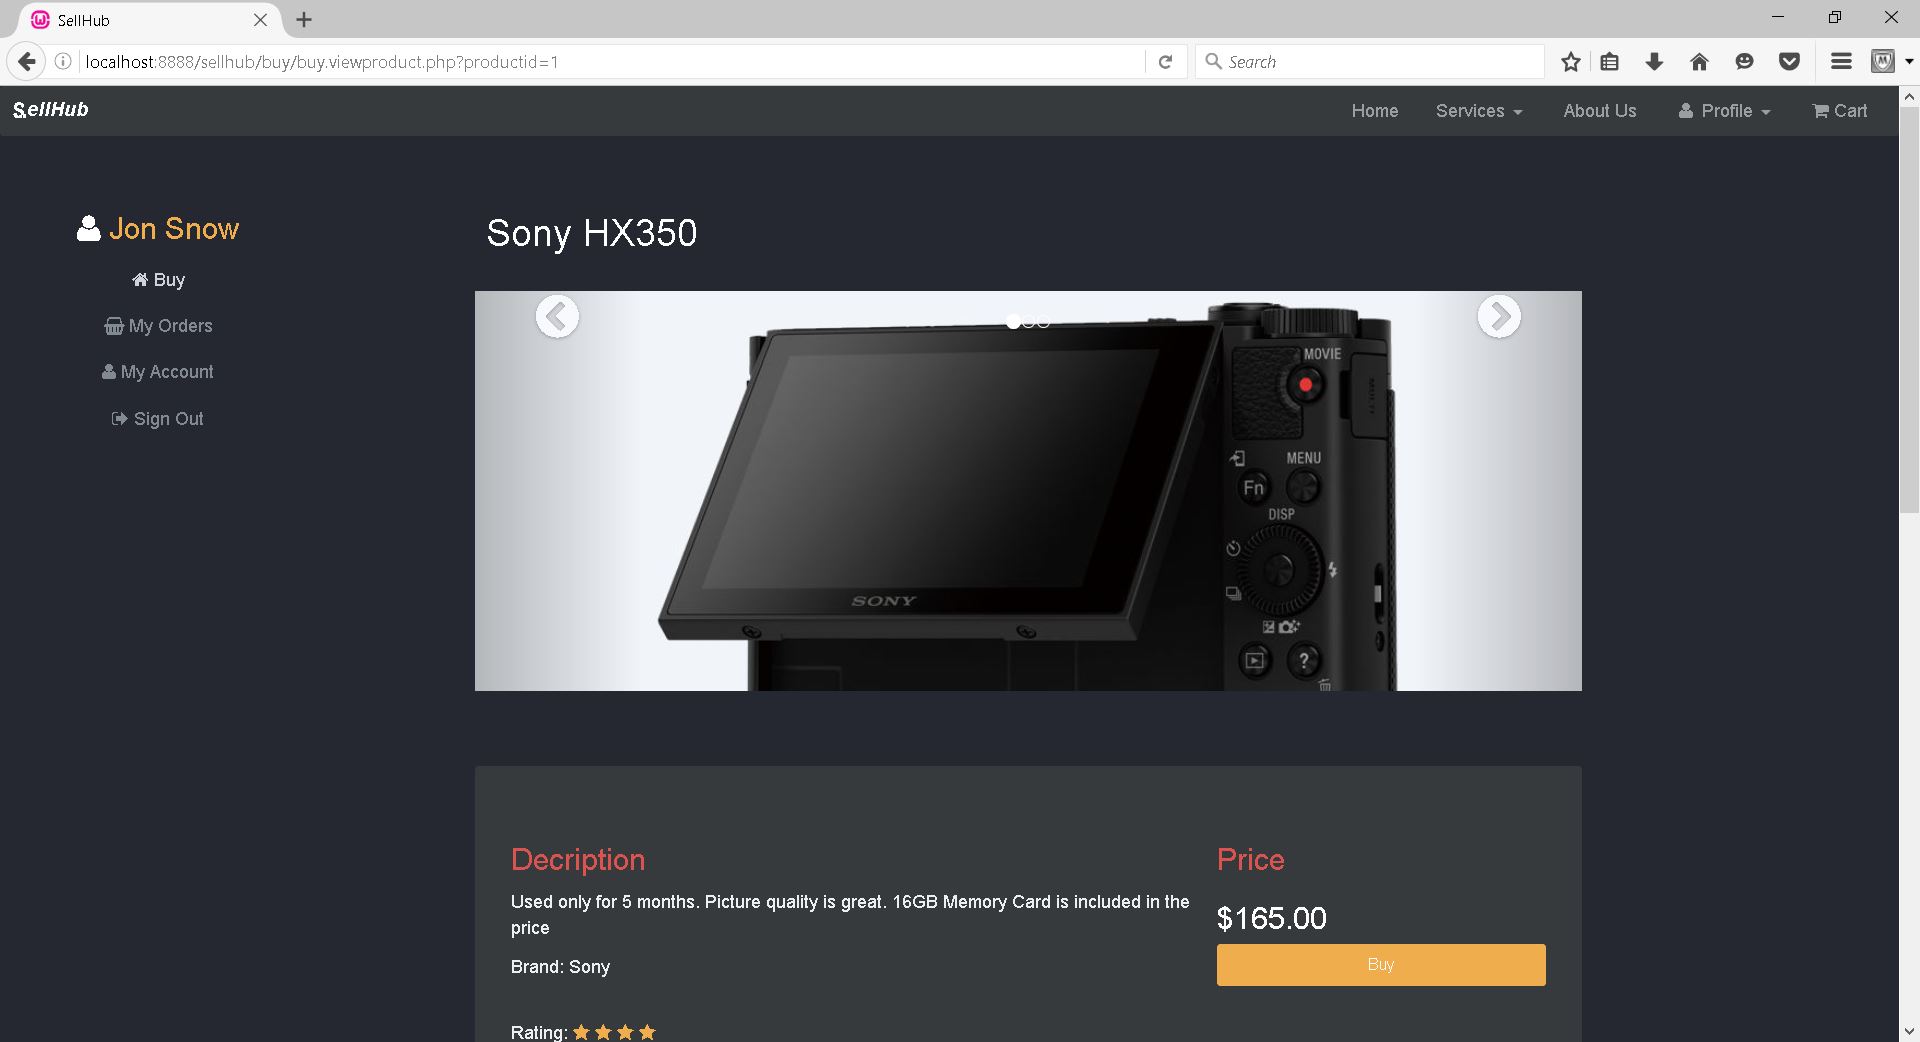 SellHub
localhost:8888/sellhub/buy/buy.viewproduct.php?productid=1
Search
SellHub
Home
Services
About Us
Profile
Cart
Jon Snow
Buy
My Orders
My Account
Sign Out
Sony HX350
MOVIE
MULTI
MENU
Fn
DISP
SONY
?
Decription
Used only for 5 months. Picture quality is great. 16GB Memory Card is included in the
price
Brand: Sony
Rating:
Price
$165.00
Buy